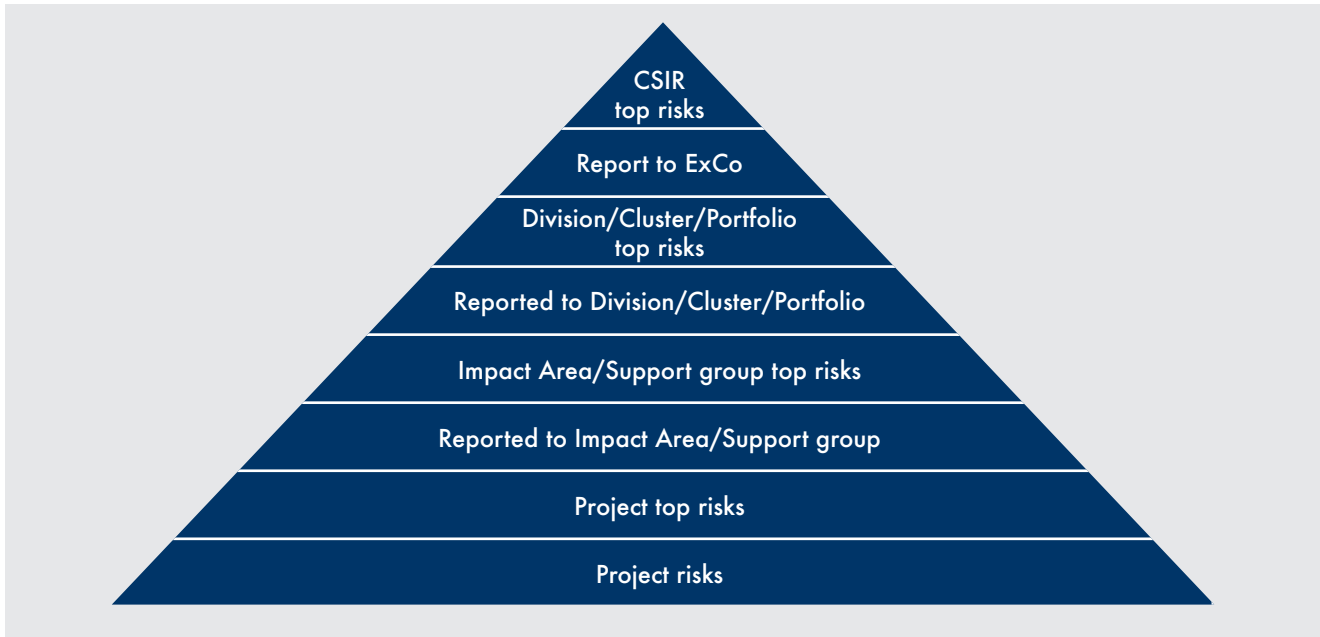 CSIR
top risks
Report to ExCo
Division/Cluster/Portfolio
top risks
Reported to Division/Cluster/Portfolio
Impact Area/Support group top risks
Reported to Impact Area/Support group
Project top risks
Project risks